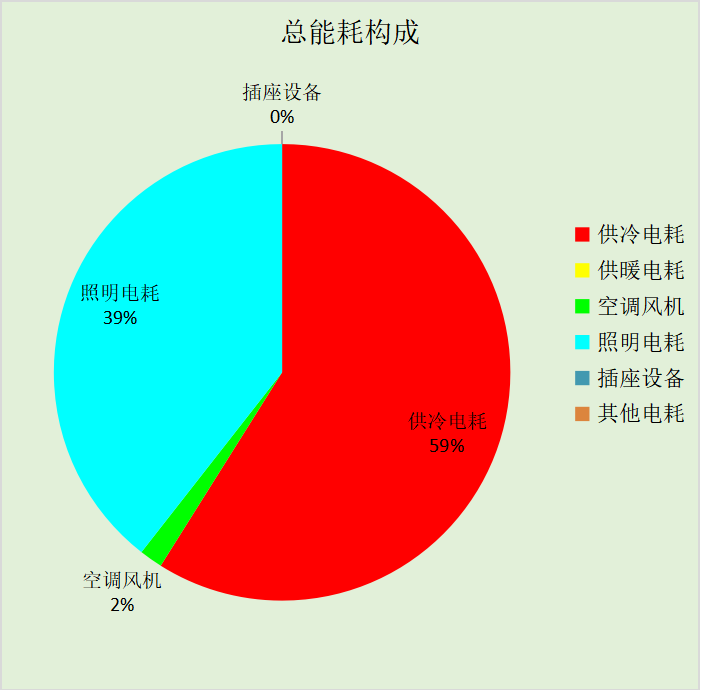 总能耗构成
插座设备
0%
照明电耗
39%
供冷电耗
59%
空调风机
2%
供冷电耗
供暖电耗
空调风机
照明电耗
插座设备
其他电耗